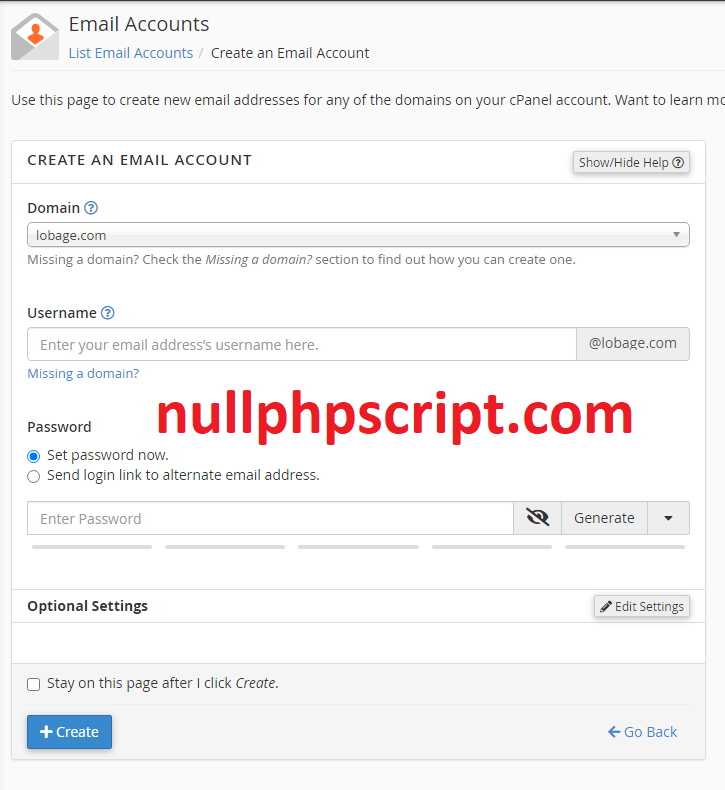 Email Accounts
List Email Accounts / Create an Email Account
Use this page to create new email addresses for any of the domains on your cPanel account. Want to learn mo
CREATE AN EMAIL ACCOUNT
Show/Hide Help
Domain
lobage.com
Missing a domain? Check the Missing a domain? section to find out how you can create one.
Username
Enter your email address's username here.
@lobage.com
Missing a domain?
nullphpscript.com
Password
Set password now.
Send login link to alternate email address.
Enter Password
Generate
Optional Settings
Edit Settings
Stay on this page after I click Create.
Create
Go Back